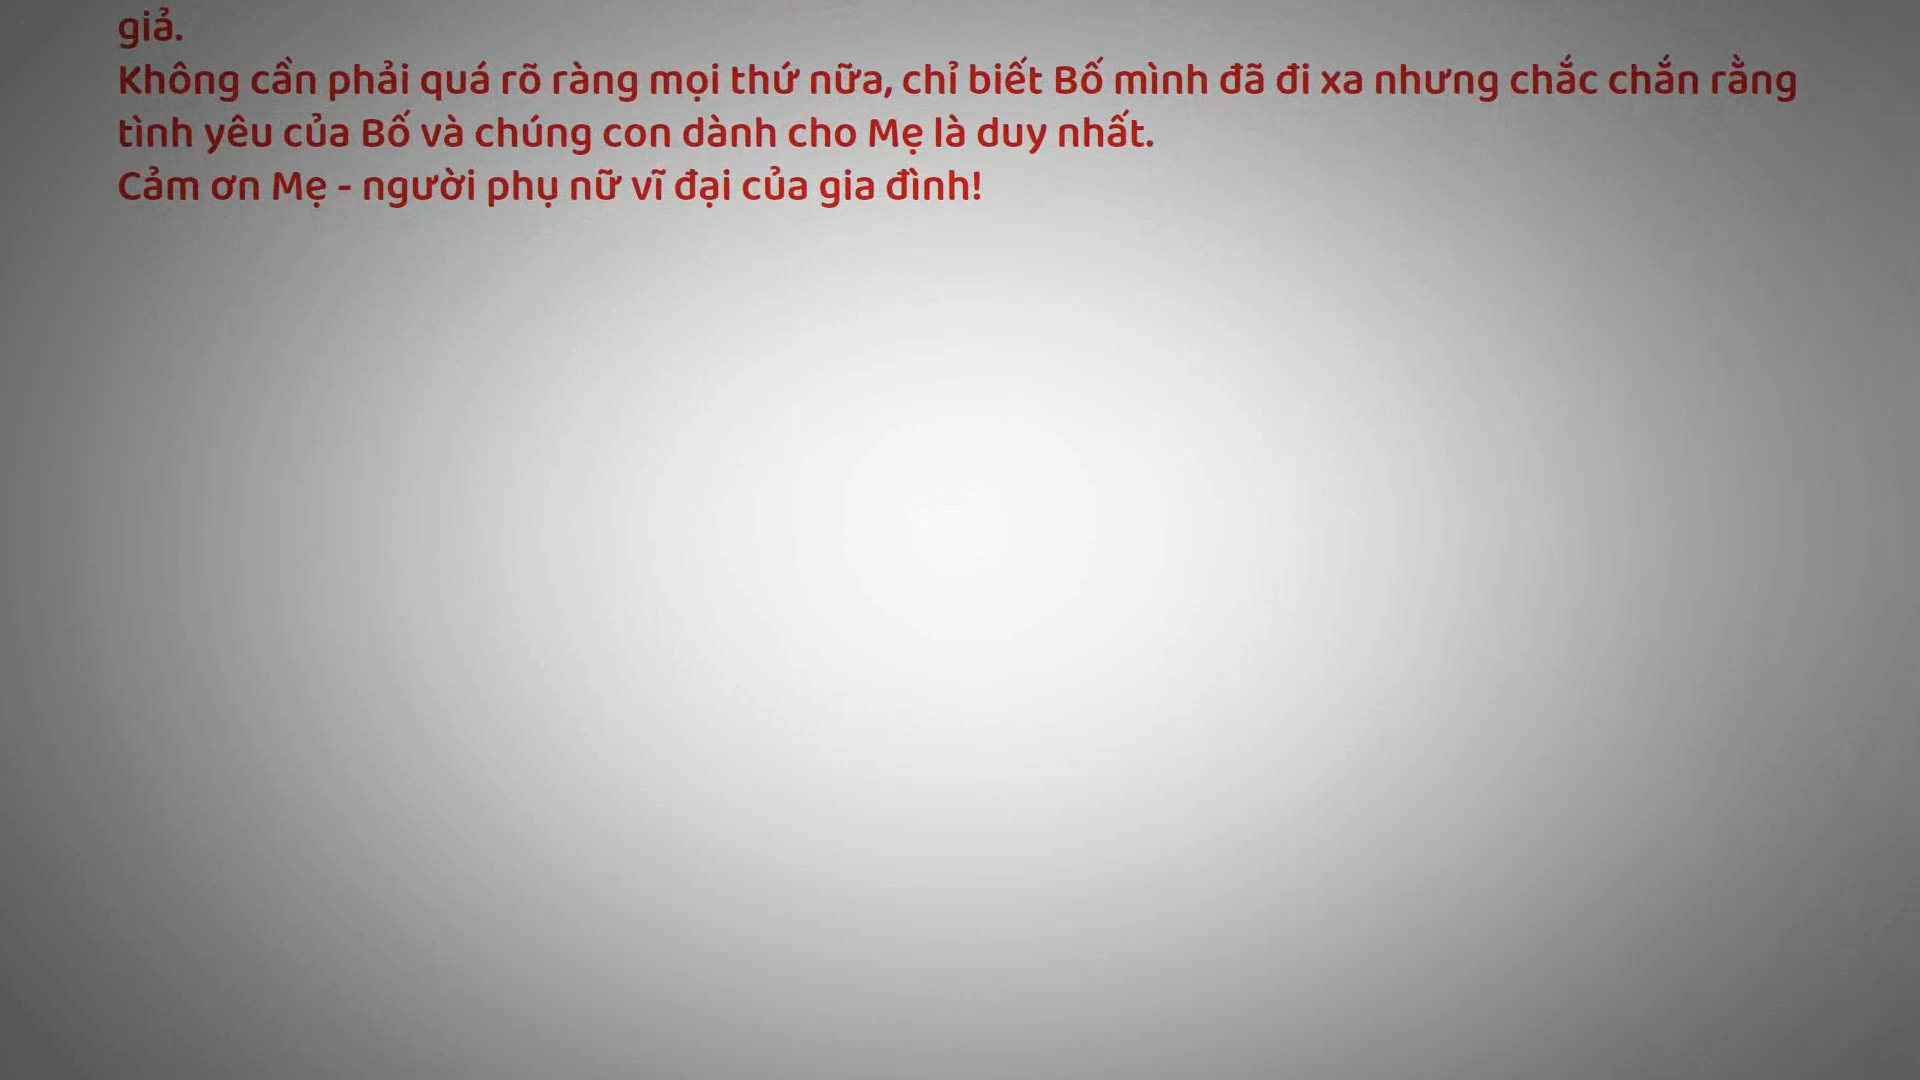 giả.
Không cần phải quá rõ ràng mọi thứ nữa, chỉ biết Bố mình đã đi xa nhưng chắc chắn rằng
tình yêu của Bố và chúng con dành cho Mẹ là duy nhất.
Cảm ơn Mẹ - người phụ nữ vĩ đại của gia đình!